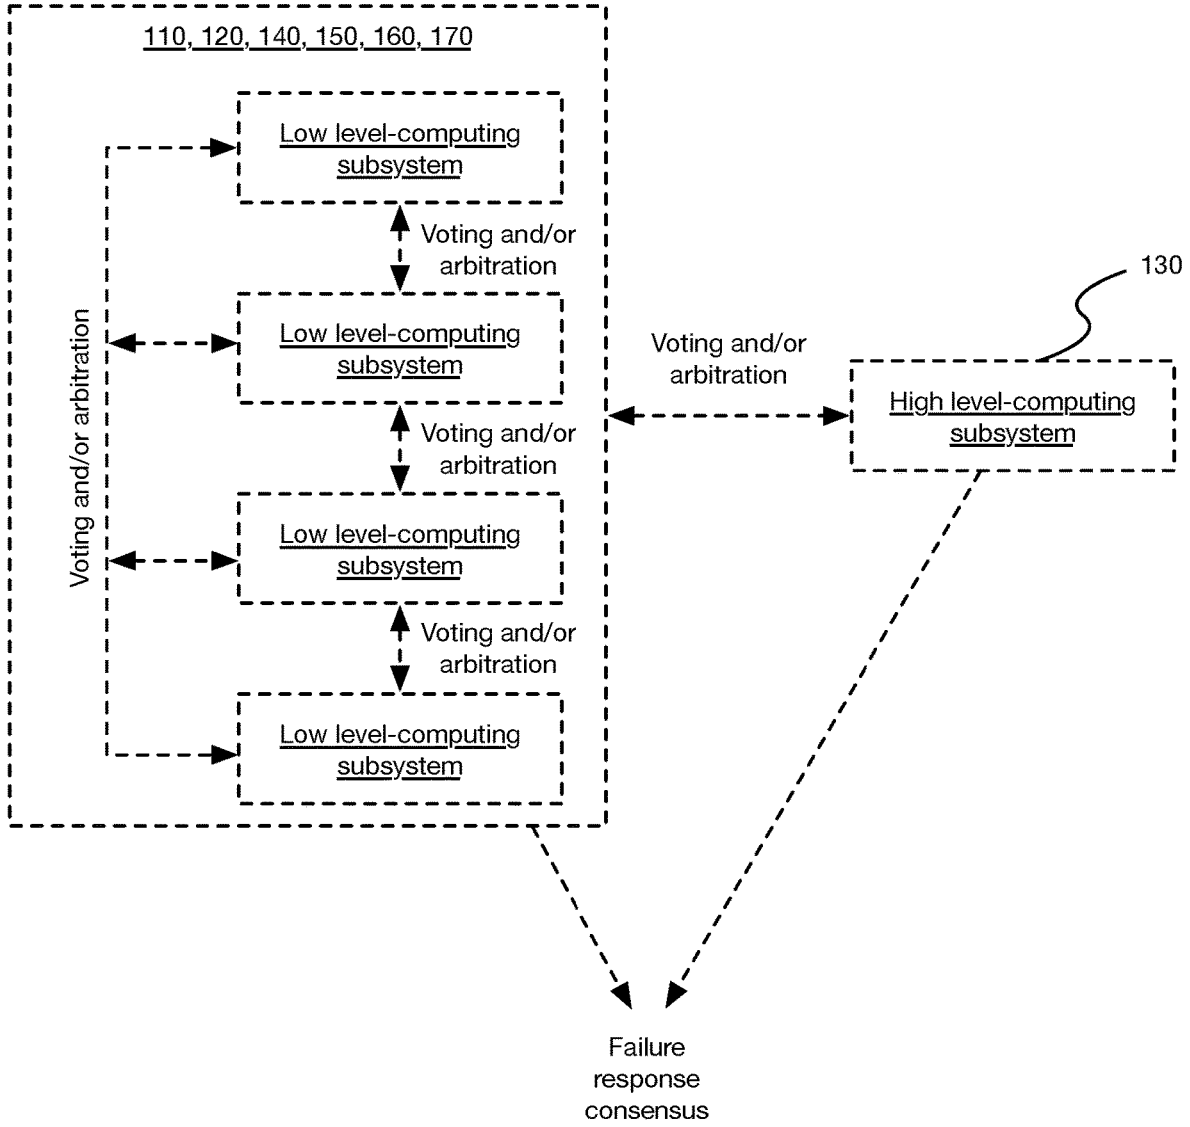 110, 120, 140, 150, 160, 170
Low level-computing
subsystem
Voting and/or
arbitration
Low level-computing
subsystem
Voting and/or
arbitration
Low level-computing
subsystem
Voting and/or
arbitration
Low level-computing
subsystem
Voting and/or arbitration
Voting and/or
arbitration
130
High level-computing
subsystem
Failure
response
consensus